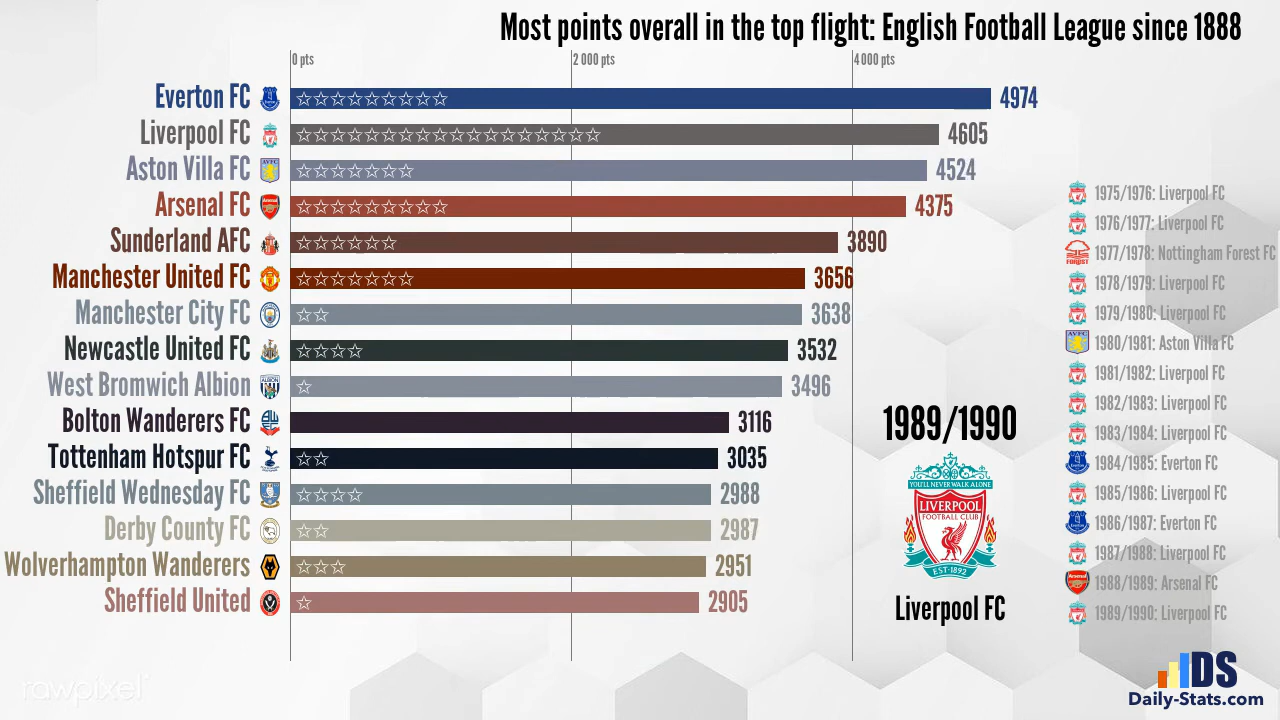 Most points overall in the top flight: English Football League since 1888
0 pts 2 000 pts 4 000 pts
Everton FC 4974
Liverpool FC 4605
Aston Villa FC 4524
Arsenal FC 4375
Sunderland AFC 3890
Manchester United FC 3656
Manchester City FC 3638
Newcastle United FC 3532
West Bromwich Albion 3496
Bolton Wanderers FC 3116
Tottenham Hotspur FC 3035
Sheffield Wednesday FC 2988
Derby County FC 2987
Wolverhampton Wanderers 2951
Sheffield United 2905
1975/1976: Liverpool FC
1976/1977: Liverpool FC
1977/1978: Nottingham Forest FC
1978/1979: Liverpool FC
1979/1980: Liverpool FC
1980/1981: Aston Villa FC
1981/1982: Liverpool FC
1982/1983: Liverpool FC
1983/1984: Liverpool FC
1984/1985: Everton FC
1985/1986: Liverpool FC
1986/1987: Everton FC
1987/1988: Liverpool FC
1988/1989: Arsenal FC
1989/1990: Liverpool FC
1989/1990
YOU'LL NEVER WALK ALONE
LIVERPOOL
FOOTBALL CLUB
EST·1892
Liverpool FC
rawpixel
DS
Daily-Stats.com